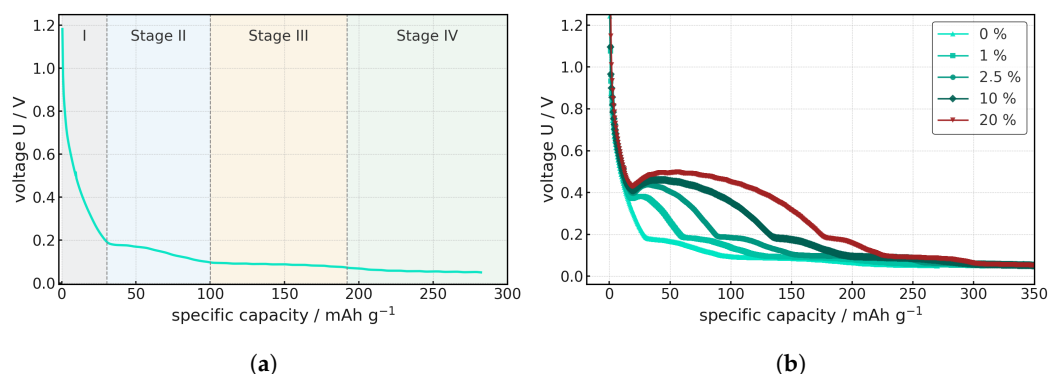 I Stage II Stage III Stage IV
1.2
1.0
0.8
0.6
0.4
0.2
0.0
voltage U / V
0 50 100 150 200 250 300
specific capacity / mAh g⁻¹
(a)
1.2
1.0
0.8
0.6
0.4
0.2
0.0
voltage U / V
0 %
1 %
2.5 %
10 %
20 %
0 50 100 150 200 250 300 350
specific capacity / mAh g⁻¹
(b)